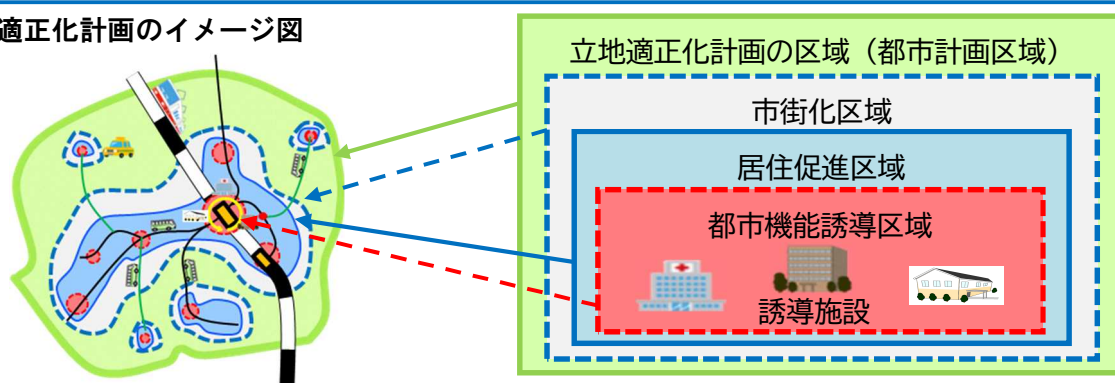 適正化計画のイメージ図
立地適正化計画の区域（都市計画区域）
市街化区域
居住促進区域
都市機能誘導区域
誘導施設